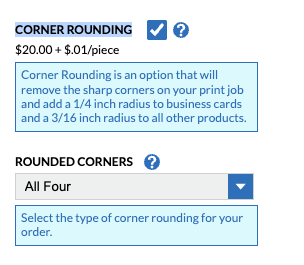 CORNER ROUNDING ?
$20.00 + $.01/piece
Corner Rounding is an option that will
remove the sharp corners on your print job
and add a 1/4 inch radius to business cards
and a 3/16 inch radius to all other products.
ROUNDED CORNERS ?
All Four
Select the type of corner rounding for your
order.